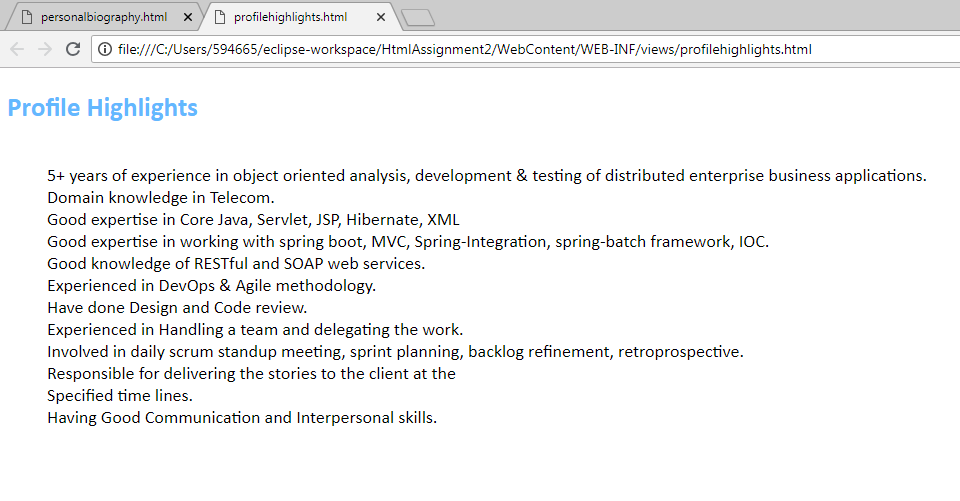 personalbiography.html
profilehighlights.html
file:///C:/Users/594665/eclipse-workspace/HtmlAssignment2/WebContent/WEB-INF/views/profilehighlights.html
Profile Highlights
5+ years of experience in object oriented analysis, development & testing of distributed enterprise business applications.
Domain knowledge in Telecom.
Good expertise in Core Java, Servlet, JSP, Hibernate, XML
Good expertise in working with spring boot, MVC, Spring-Integration, spring-batch framework, IOC.
Good knowledge of RESTful and SOAP web services.
Experienced in DevOps & Agile methodology.
Have done Design and Code review.
Experienced in Handling a team and delegating the work.
Involved in daily scrum standup meeting, sprint planning, backlog refinement, retroprospective.
Responsible for delivering the stories to the client at the
Specified time lines.
Having Good Communication and Interpersonal skills.